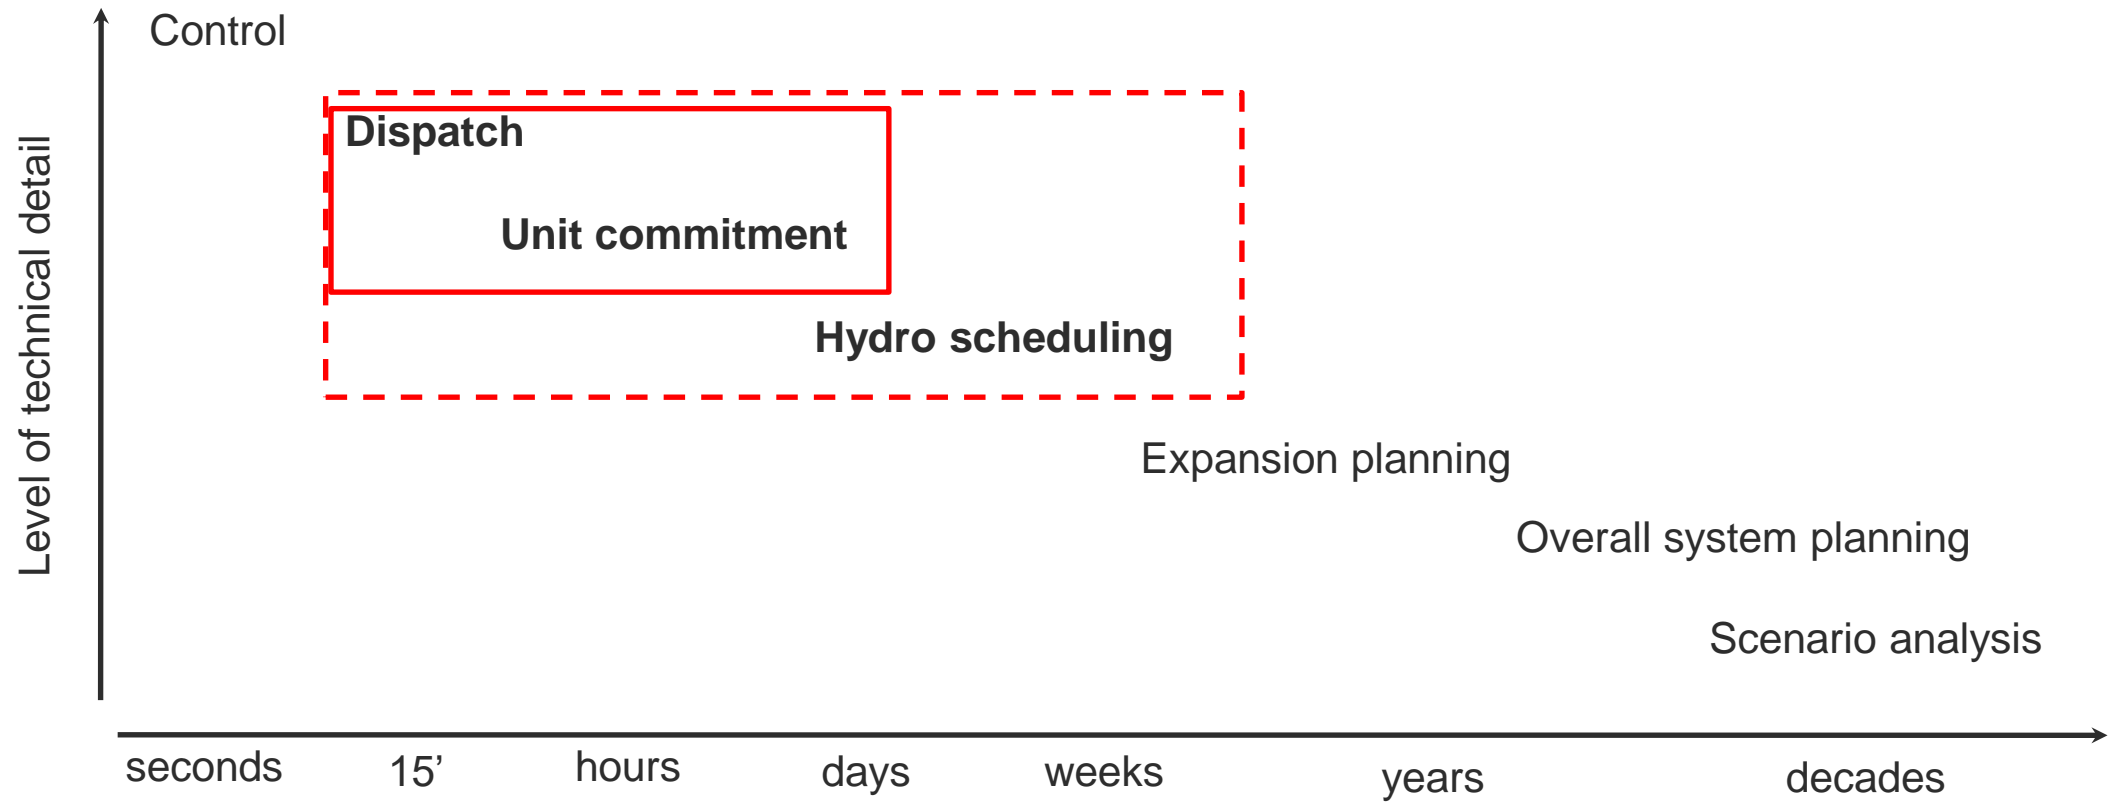 Control
Dispatch
Unit commitment
Hydro scheduling
Expansion planning
Overall system planning
Scenario analysis
Level of technical detail
seconds
15’
hours
days
weeks
years
decades